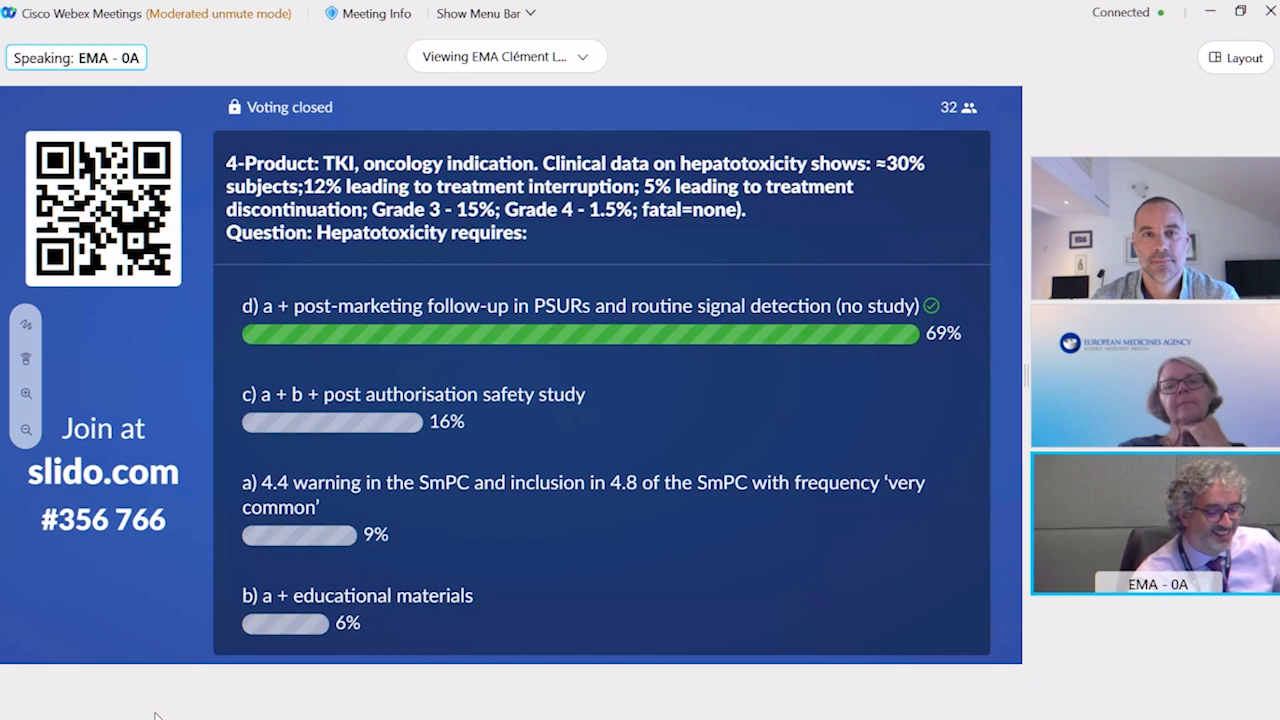 Cisco Webex Meetings (Moderated unmute mode) Meeting Info Show Menu Bar Connected
Speaking: EMA - 0A
Viewing EMA Clément L...
Layout
Voting closed
32
4-Product: TKI, oncology indication. Clinical data on hepatotoxicity shows: ≈30%
subjects;12% leading to treatment interruption; 5% leading to treatment
discontinuation; Grade 3 - 15%; Grade 4 - 1.5%; fatal=none).
Question: Hepatotoxicity requires:
d) a + post-marketing follow-up in PSURs and routine signal detection (no study)
69%
c) a + b + post authorisation safety study
16%
a) 4.4 warning in the SmPC and inclusion in 4.8 of the SmPC with frequency ‘very
common’
9%
b) a + educational materials
6%
Join at
slido.com
#356 766
EUROPEAN MEDICINES AGENCY
SCIENCE MEDICINES HEALTH
EMA - 0A